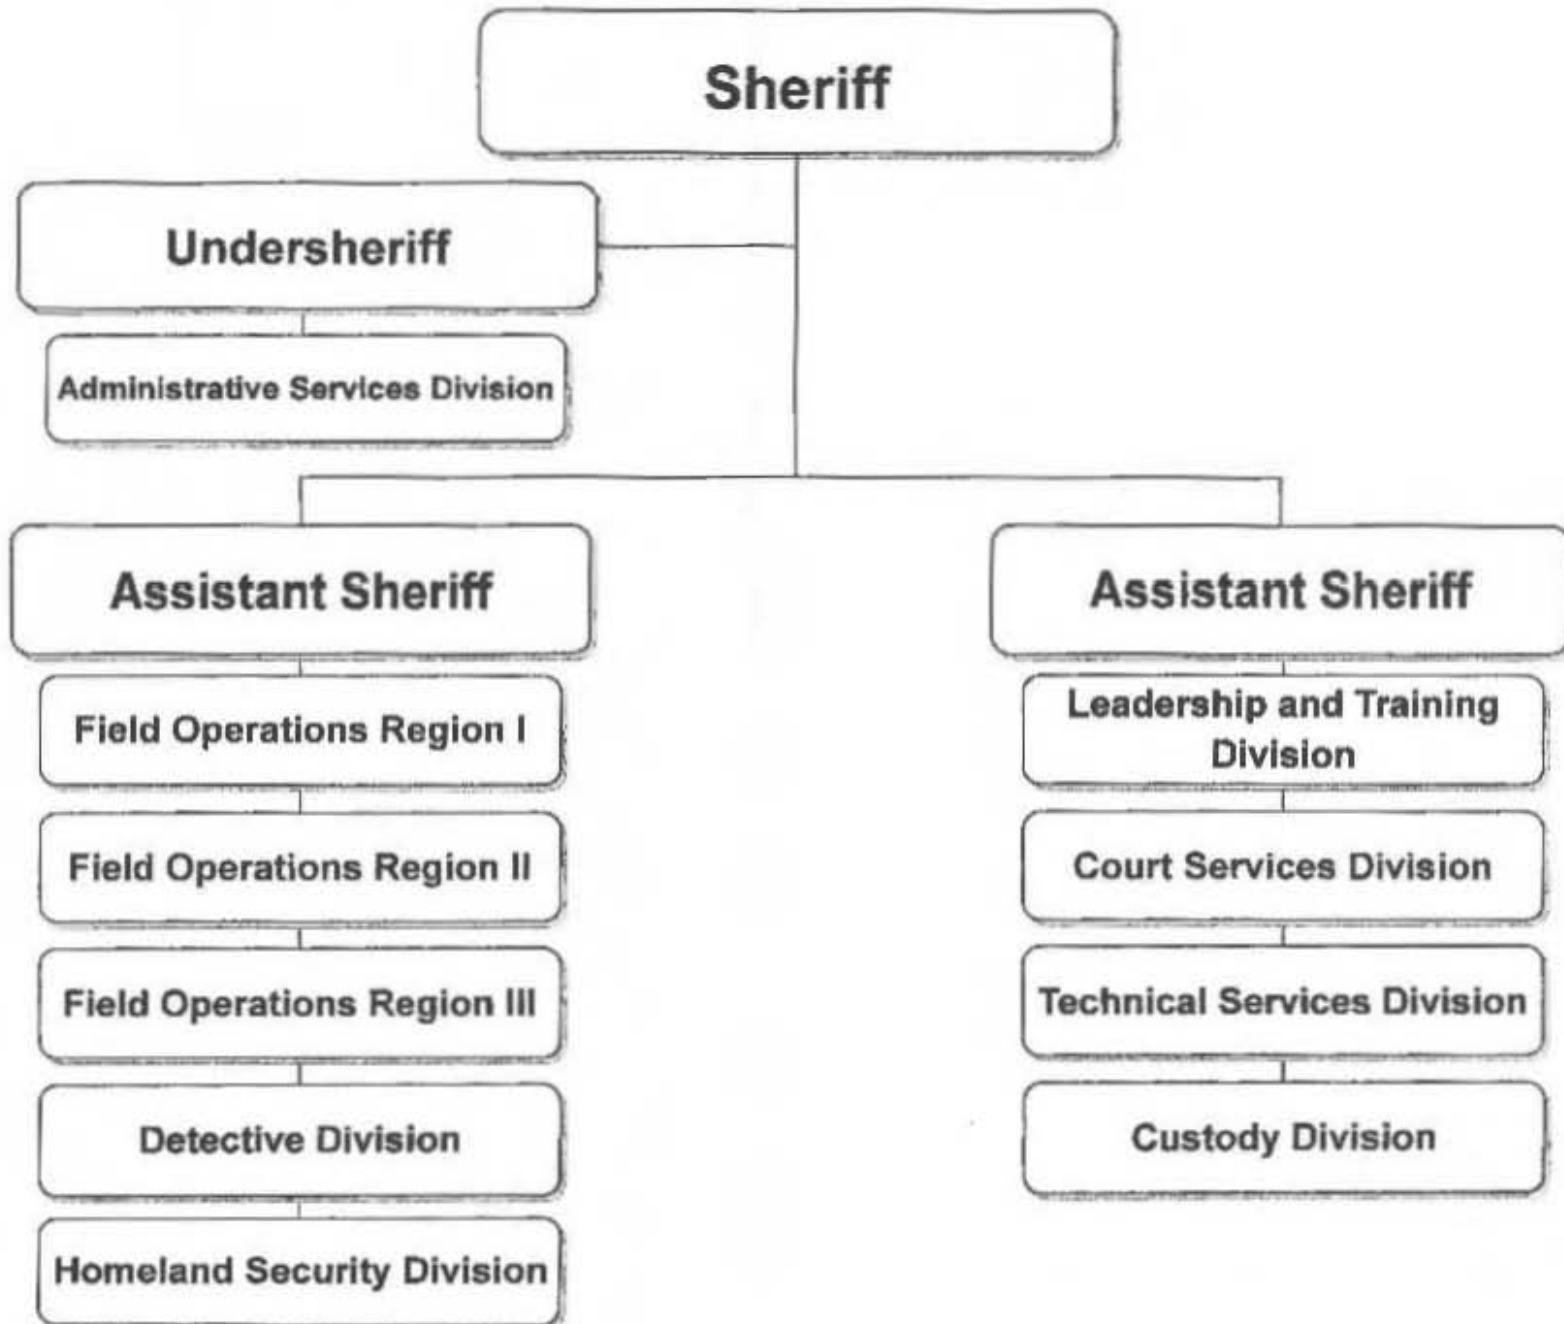 Sheriff
Undersheriff
Administrative Services Division
Assistant Sheriff
Field Operations Region I
Field Operations Region II
Field Operations Region III
Detective Division
Homeland Security Division
Assistant Sheriff
Leadership and Training
Division
Court Services Division
Technical Services Division
Custody Division